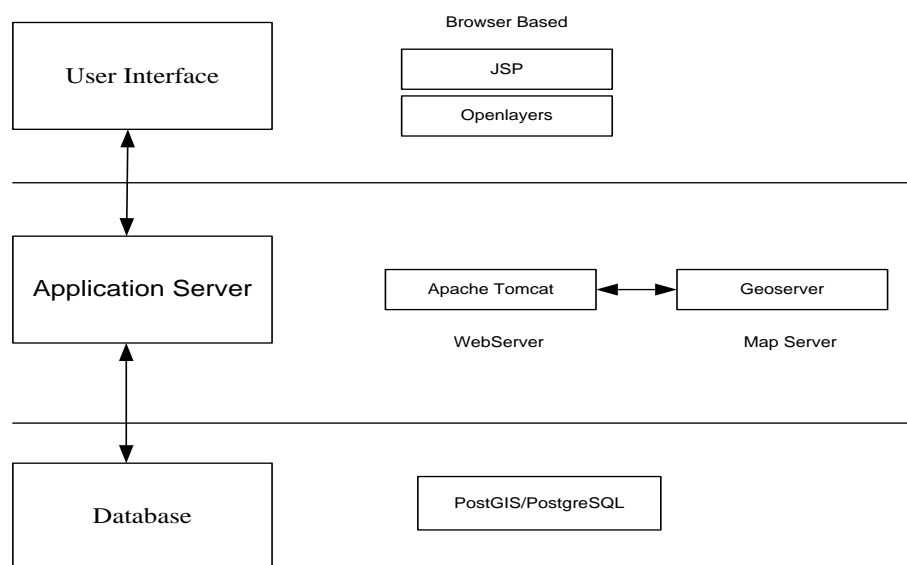 Browser Based
User Interface
JSP
Openlayers
Application Server
Apache Tomcat
Geoserver
WebServer
Map Server
Database
PostGIS/PostgreSQL